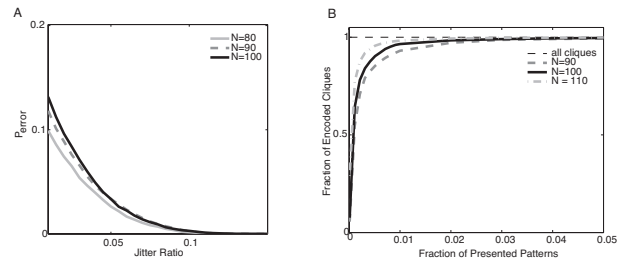 A
0.2
0.1
0
P error
0.05
0.1
Jitter Ratio
N=80
N=90
N=100
B
1
0.5
0
Fraction of Encoded Cliques
0
0.01
0.02
0.03
0.04
0.05
Fraction of Presented Patterns
all cliques
N=90
N=100
N = 110